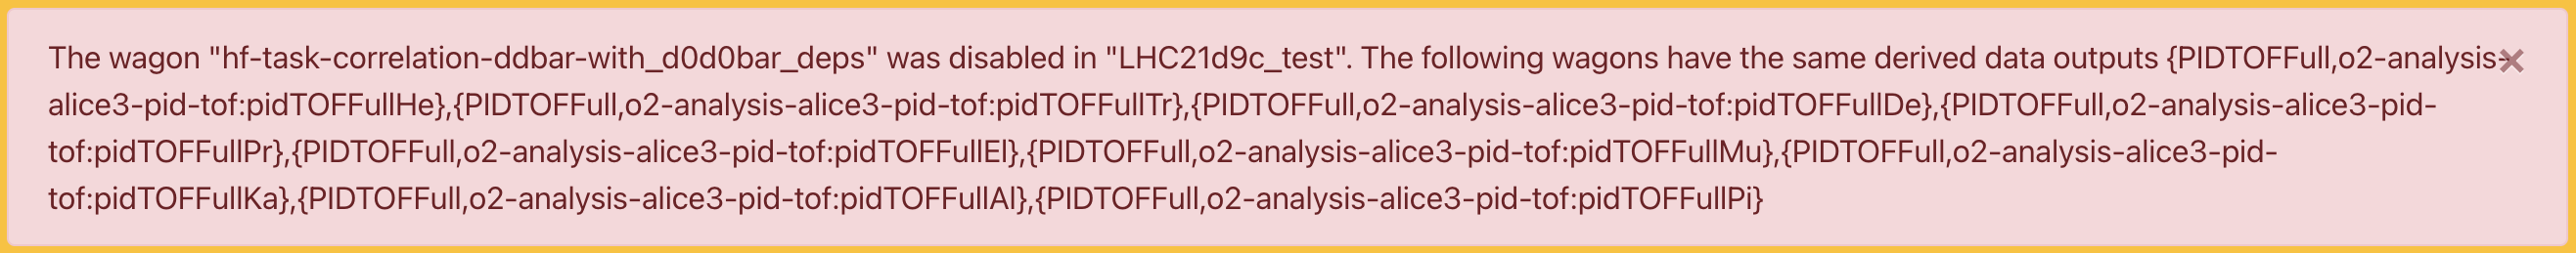 The wagon "hf-task-correlation-ddbar-with_d0d0bar_deps" was disabled in "LHC21d9c_test". The following wagons have the same derived data outputs {PIDTOFFull,o2-analysis-
alice3-pid-tof:pidTOFFullHe},{PIDTOFFull,o2-analysis-alice3-pid-tof:pidTOFFullTr},{PIDTOFFull,o2-analysis-alice3-pid-tof:pidTOFFullDe},{PIDTOFFull,o2-analysis-alice3-pid-
tof:pidTOFFullPr},{PIDTOFFull,o2-analysis-alice3-pid-tof:pidTOFFullEl},{PIDTOFFull,o2-analysis-alice3-pid-tof:pidTOFFullMu},{PIDTOFFull,o2-analysis-alice3-pid-
tof:pidTOFFullKa},{PIDTOFFull,o2-analysis-alice3-pid-tof:pidTOFFullAl},{PIDTOFFull,o2-analysis-alice3-pid-tof:pidTOFFullPi}